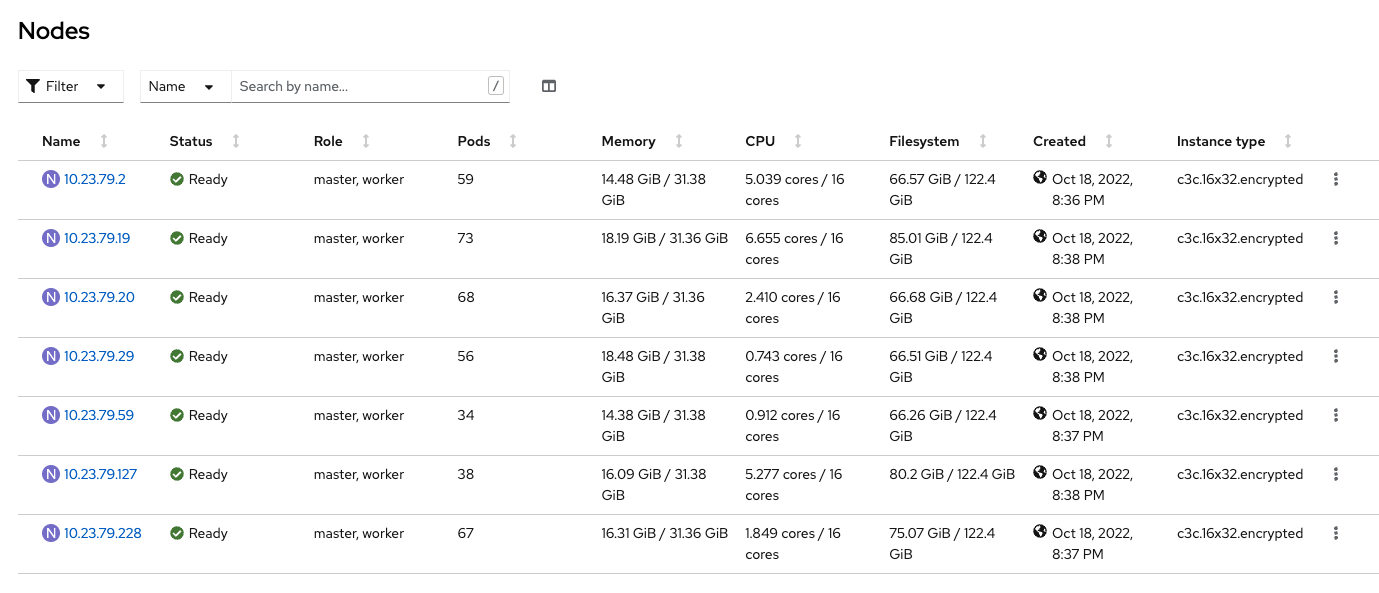 Nodes
Filter Name Search by name... /
Name Status Role Pods Memory CPU Filesystem Created Instance type
N 10.23.79.2 Ready master, worker 59 14.48 GiB / 31.38 5.039 cores / 16 66.57 GiB / 122.4 Oct 18, 2022, c3c.16x32.encrypted
GiB cores GiB 8:36 PM
N 10.23.79.19 Ready master, worker 73 18.19 GiB / 31.36 GiB 6.655 cores / 16 85.01 GiB / 122.4 Oct 18, 2022, c3c.16x32.encrypted
cores GiB 8:38 PM
N 10.23.79.20 Ready master, worker 68 16.37 GiB / 31.36 2.410 cores / 16 66.68 GiB / 122.4 Oct 18, 2022, c3c.16x32.encrypted
GiB cores GiB 8:38 PM
N 10.23.79.29 Ready master, worker 56 18.48 GiB / 31.38 0.743 cores / 16 66.51 GiB / 122.4 Oct 18, 2022, c3c.16x32.encrypted
GiB cores GiB 8:38 PM
N 10.23.79.59 Ready master, worker 34 14.38 GiB / 31.38 0.912 cores / 16 66.26 GiB / 122.4 Oct 18, 2022, c3c.16x32.encrypted
GiB cores GiB 8:37 PM
N 10.23.79.127 Ready master, worker 38 16.09 GiB / 31.38 5.277 cores / 16 80.2 GiB / 122.4 GiB Oct 18, 2022, c3c.16x32.encrypted
GiB cores 8:38 PM
N 10.23.79.228 Ready master, worker 67 16.31 GiB / 31.36 GiB 1.849 cores / 16 75.07 GiB / 122.4 Oct 18, 2022, c3c.16x32.encrypted
cores GiB 8:37 PM